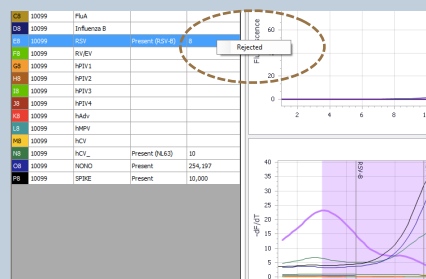 C8 10099 FluA
D8 10099 Influenza B
E8 10099 RSV Present (RSV-B) 8
F8 10099 RV/EV
G8 10099 hPIV1
H8 10099 hPIV2
I8 10099 hPIV3
J8 10099 hPIV4
K8 10099 hAdv
L8 10099 hMPV
M8 10099 hCV
N8 10099 hCV_ Present (NL63) 10
O8 10099 NONO Present 254,197
P8 10099 SPIKE Present 10,000
Rejected
60
20
0
2 4 6 8
-dF/dT
40
35
30
25
20
15
10
5
0
RSV-B